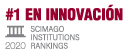 #1 EN INNOVACIÓN
SCIMAGO
INSTITUTIONS
2020 RANKINGS